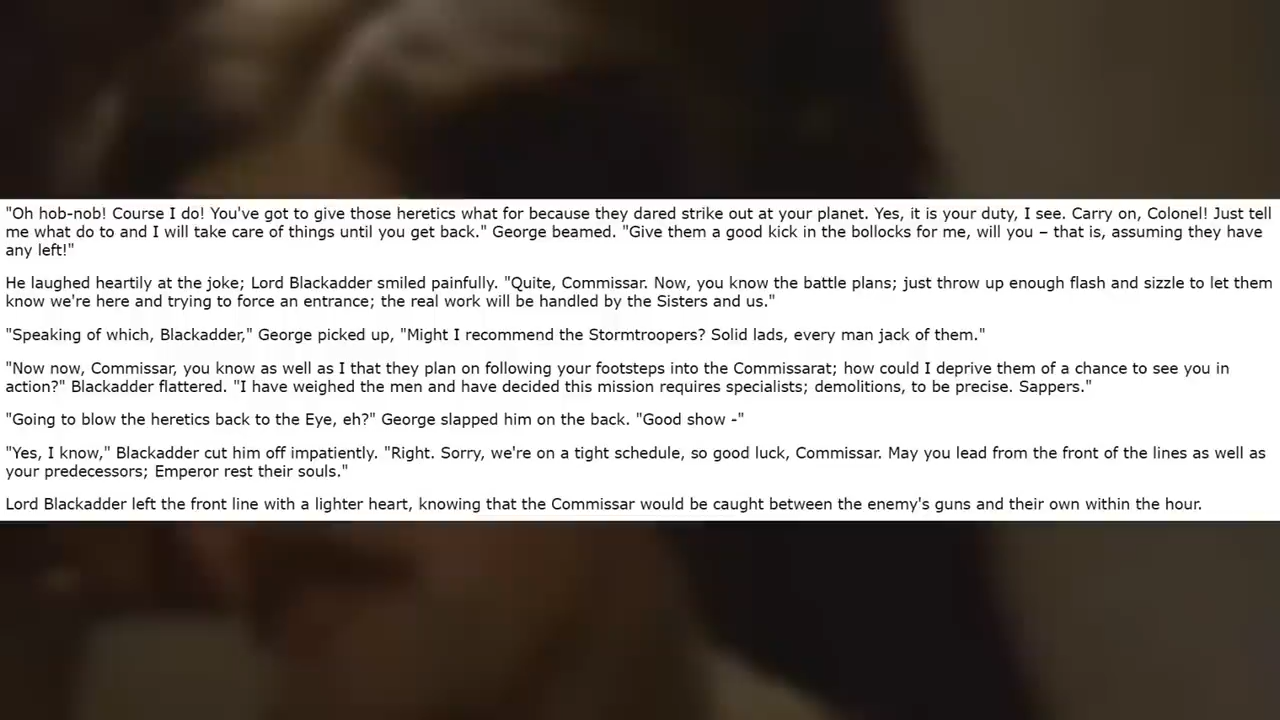 "Oh hob-nob! Course I do! You've got to give those heretics what for because they dared strike out at your planet. Yes, it is your duty, I see. Carry on, Colonel! Just tell
me what do to and I will take care of things until you get back." George beamed. "Give them a good kick in the bollocks for me, will you – that is, assuming they have
any left!"
He laughed heartily at the joke; Lord Blackadder smiled painfully. "Quite, Commissar. Now, you know the battle plans; just throw up enough flash and sizzle to let them
know we're here and trying to force an entrance; the real work will be handled by the Sisters and us."
"Speaking of which, Blackadder," George picked up, "Might I recommend the Stormtroopers? Solid lads, every man jack of them."
"Now now, Commissar, you know as well as I that they plan on following your footsteps into the Commissarat; how could I deprive them of a chance to see you in
action?" Blackadder flattered. "I have weighed the men and have decided this mission requires specialists; demolitions, to be precise. Sappers."
"Going to blow the heretics back to the Eye, eh?" George slapped him on the back. "Good show -"
"Yes, I know," Blackadder cut him off impatiently. "Right. Sorry, we're on a tight schedule, so good luck, Commissar. May you lead from the front of the lines as well as
your predecessors; Emperor rest their souls."
Lord Blackadder left the front line with a lighter heart, knowing that the Commissar would be caught between the enemy's guns and their own within the hour.